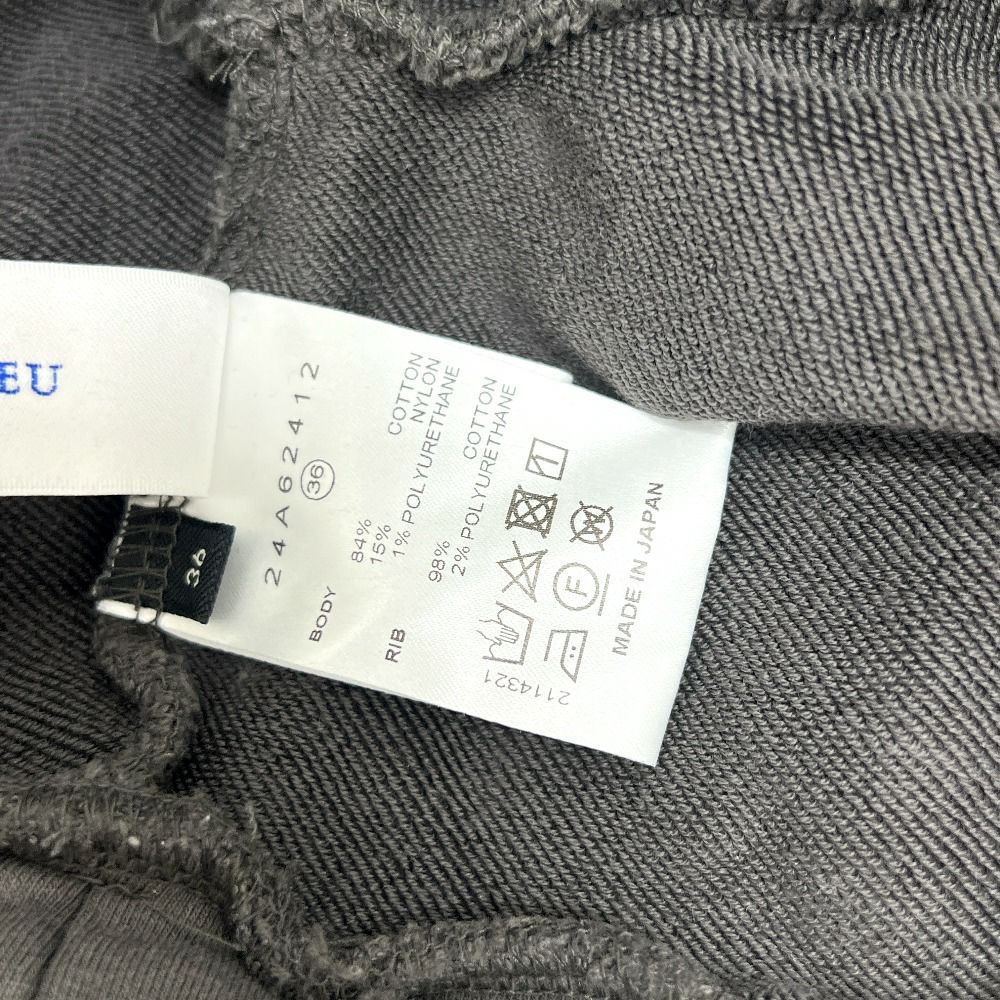 EU
36
24A62412
36
BODY
84% COTTON
15% NYLON
1% POLYURETHANE
RIB
98% COTTON
2% POLYURETHANE
2114321
F
MADE IN JAPAN